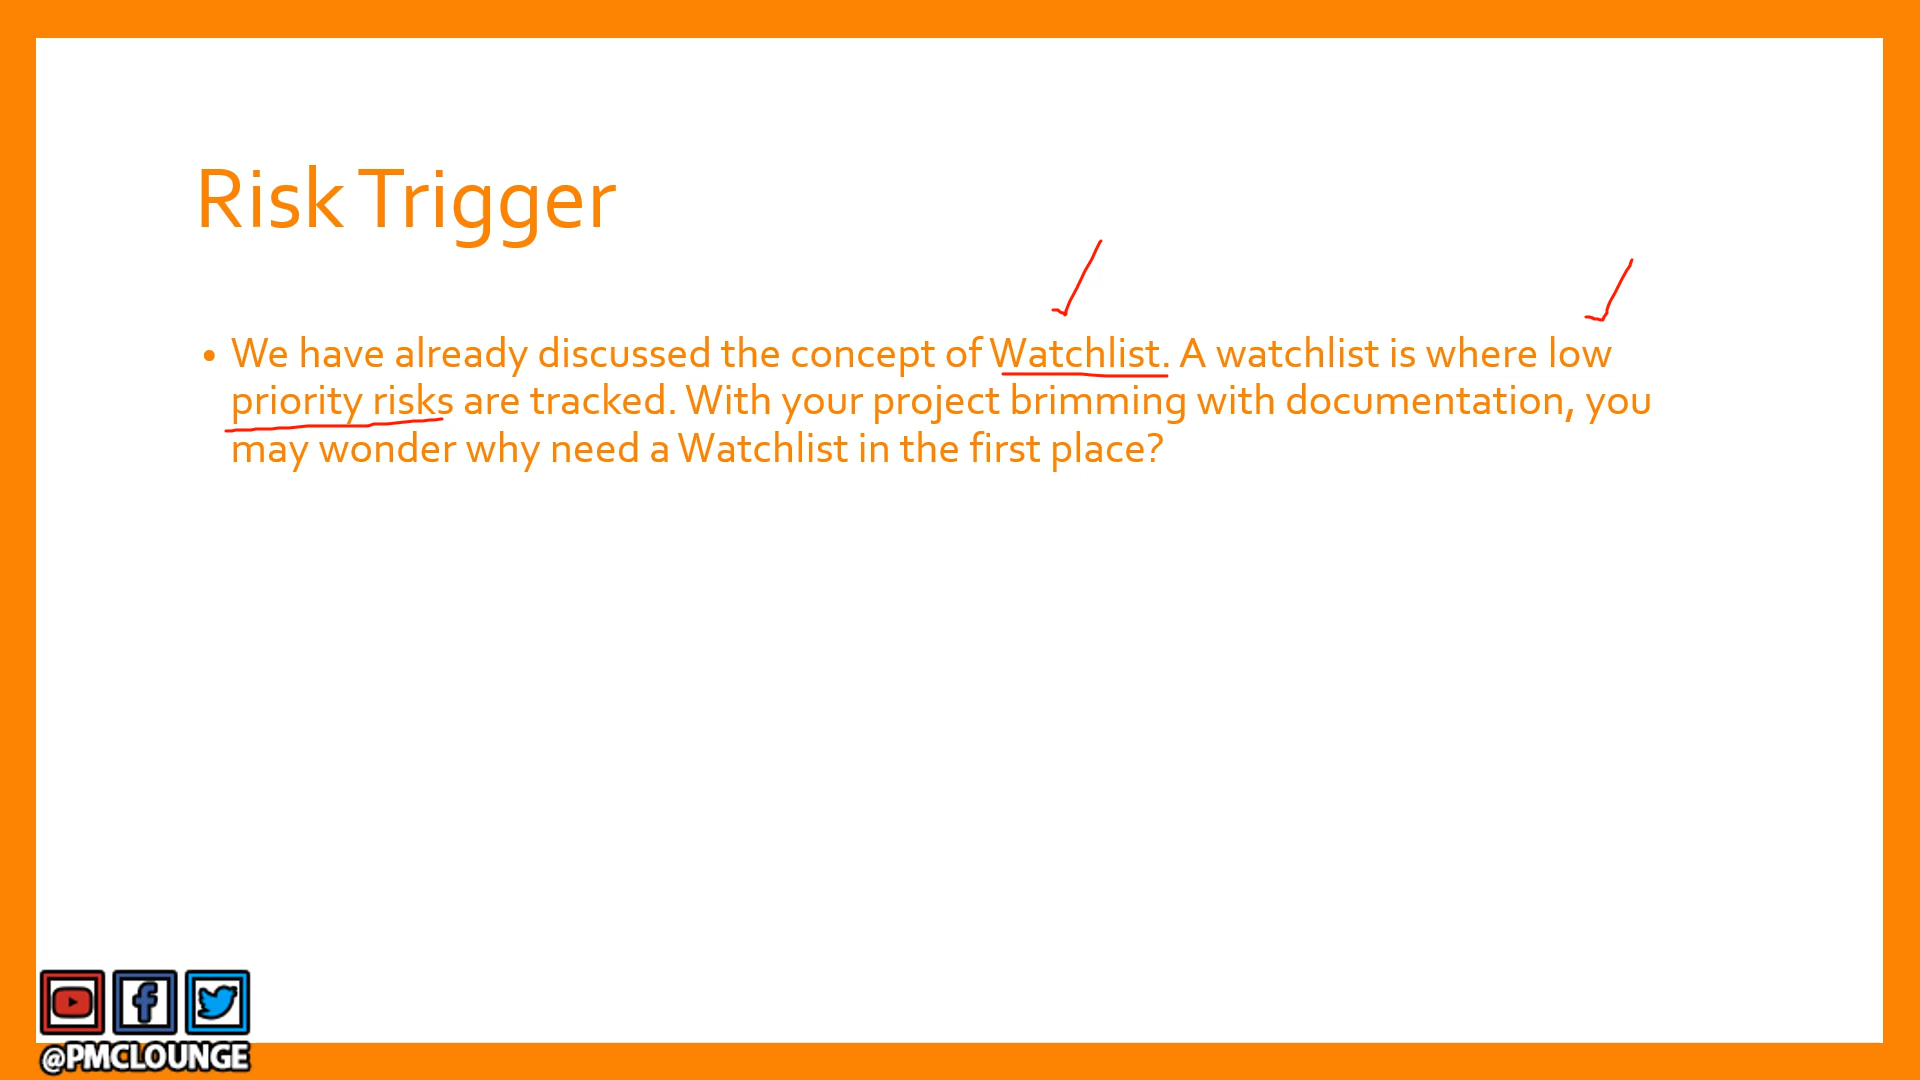 Risk Trigger
• We have already discussed the concept of Watchlist. A watchlist is where low
priority risks are tracked. With your project brimming with documentation, you
may wonder why need a Watchlist in the first place?
@PMCLOUNGE